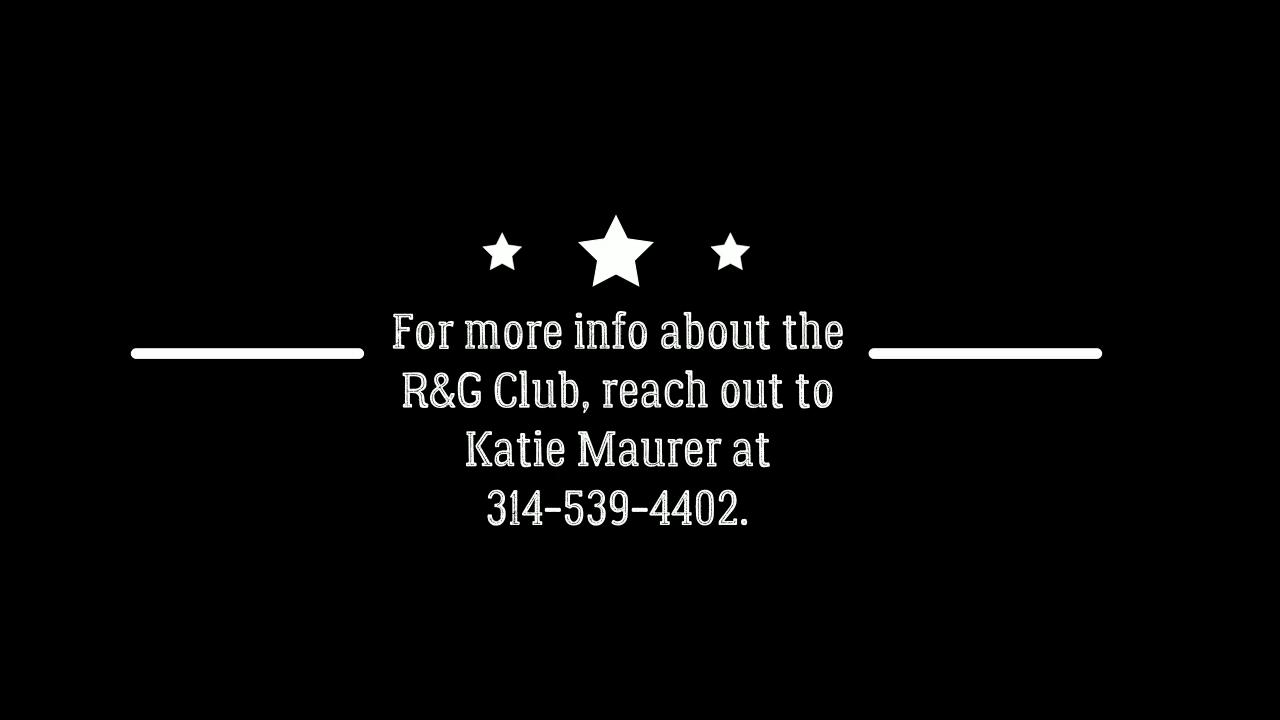 For more info about the
R&G Club, reach out to
Katie Maurer at
314-539-4402.